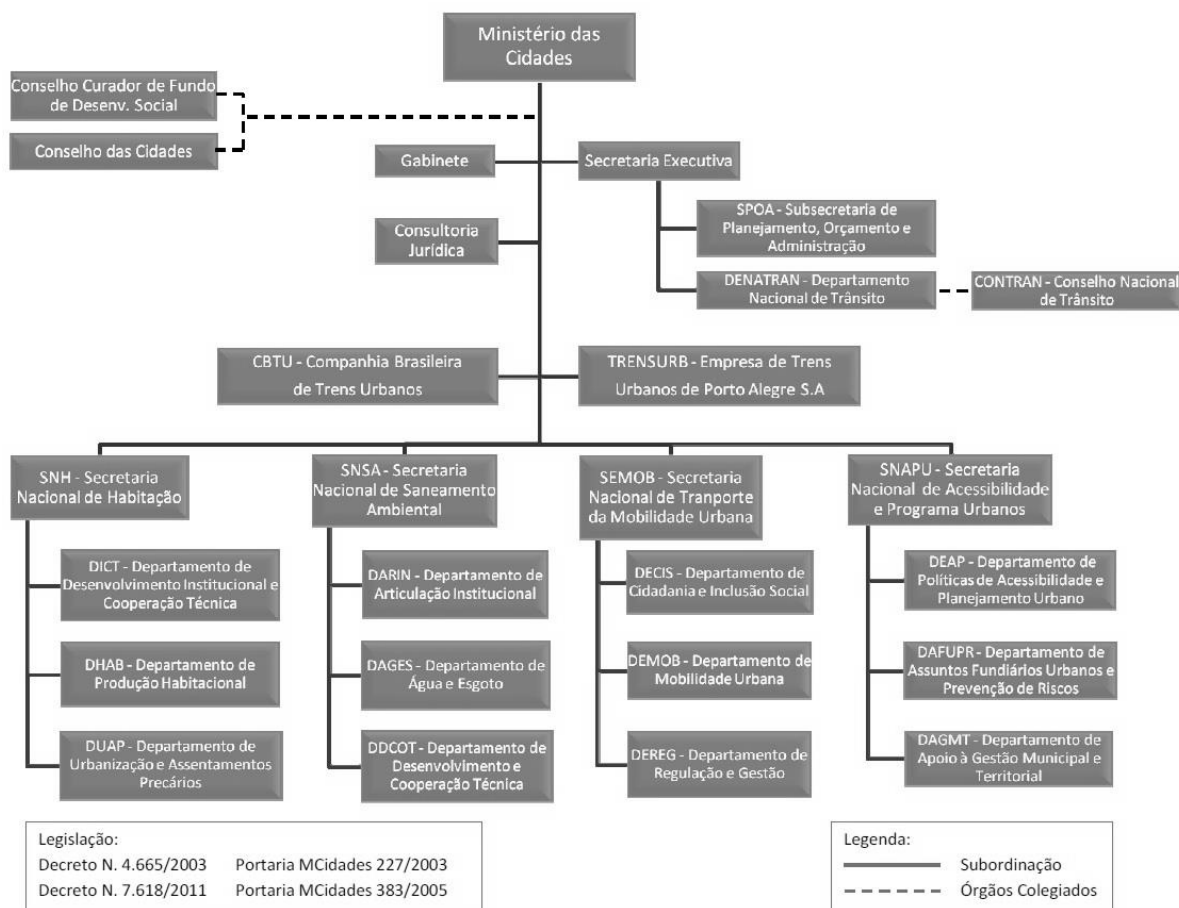 Ministério das
Cidades
Conselho Curador de Fundo
de Desenv. Social
Conselho das Cidades
Gabinete
Secretaria Executiva
SPOA - Subsecretaria de
Planejamento, Orçamento e
Administração
Consultoria
Jurídica
DENATRAN - Departamento
Nacional de Trânsito
CONTRAN - Conselho Nacional
de Trânsito
CBTU - Companhia Brasileira
de Trens Urbanos
TRENSURB - Empresa de Trens
Urbanos de Porto Alegre S.A
SNH - Secretaria
Nacional de Habitação
SNSA - Secretaria
Nacional de Saneamento
Ambiental
SEMOB - Secretaria
Nacional de Tranporte
da Mobilidade Urbana
SNAPU - Secretaria
Nacional de Acessibilidade
e Programa Urbanos
DICT - Departamento de
Desenvolvimento Institucional e
Cooperação Técnica
DARIN - Departamento de
Articulação Institucional
DECIS - Departamento de
Cidadania e Inclusão Social
DEAP - Departamento de
Políticas de Acessibilidade e
Planejamento Urbano
DHAB - Departamento de
Produção Habitacional
DAGES - Departamento de
Água e Esgoto
DEMOB - Departamento de
Mobilidade Urbana
DAFUPR - Departamento de
Assuntos Fundiários Urbanos e
Prevenção de Riscos
DUAP - Departamento de
Urbanização e Assentamentos
Precários
DDCOT - Departamento de
Desenvolvimento e
Cooperação Técnica
DEREG - Departamento de
Regulação e Gestão
DAGMT - Departamento de
Apoio à Gestão Municipal e
Territorial
Legislação:
Decreto N. 4.665/2003 Portaria MCidades 227/2003
Decreto N. 7.618/2011 Portaria MCidades 383/2005
Legenda:
Subordinação
Órgãos Colegiados